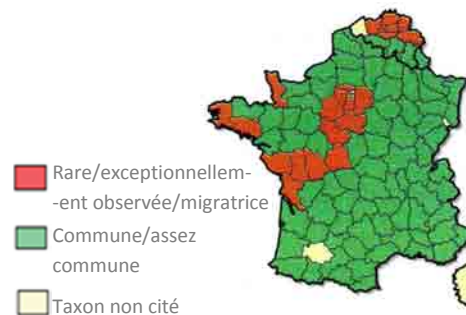 Rare/exceptionnellem-
-ent observée/migratrice
Commune/assez
commune
Taxon non cité